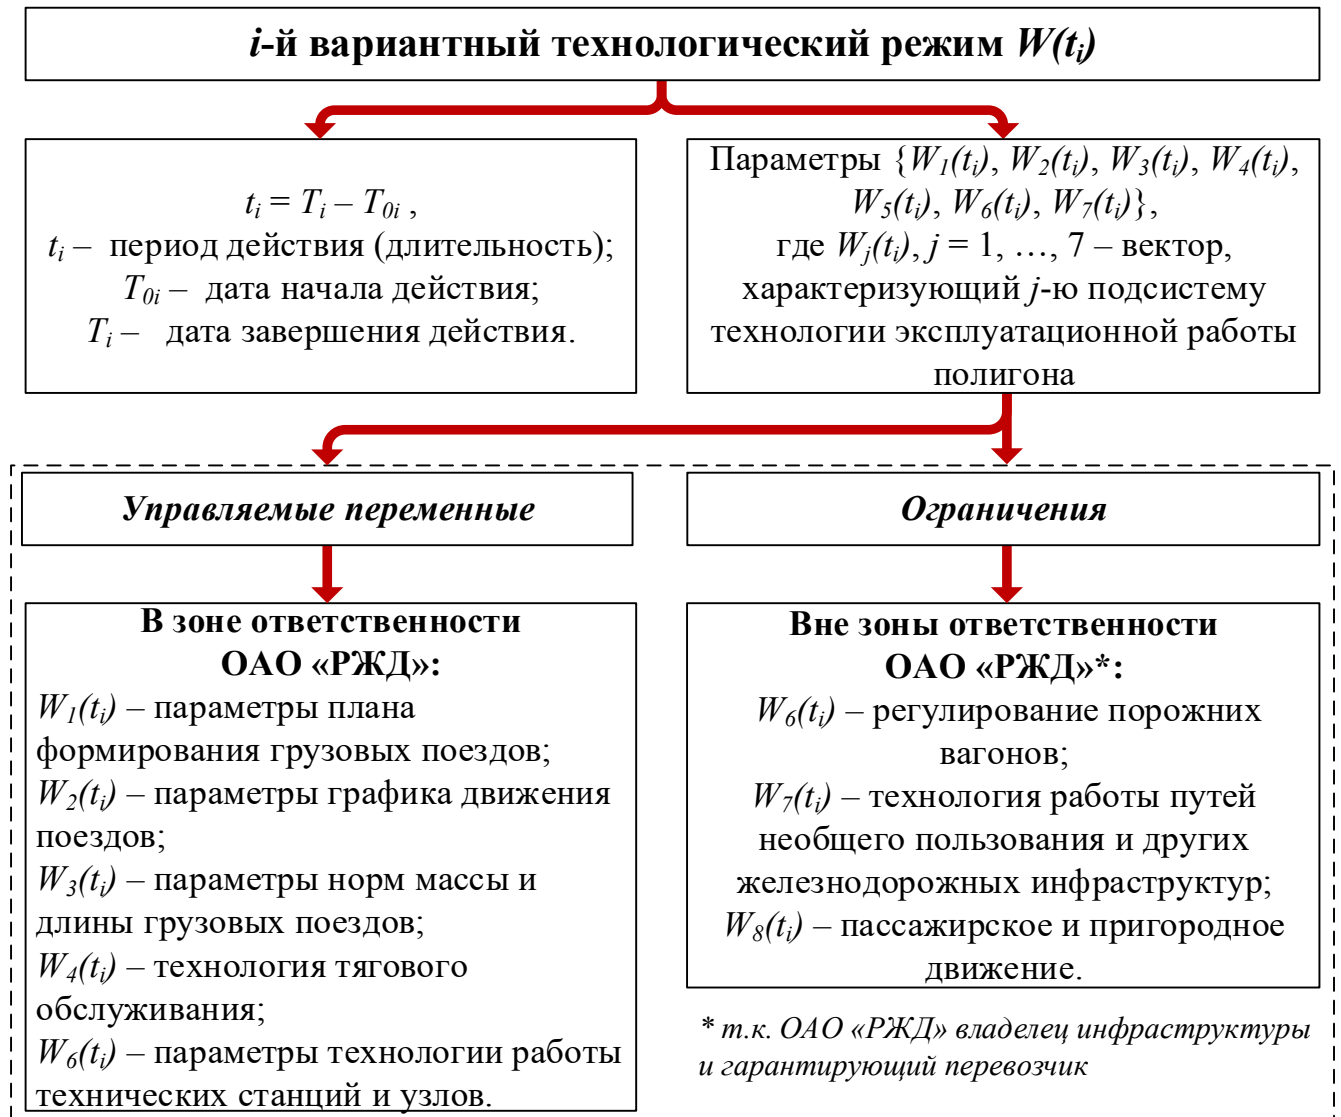 i-й вариантный технологический режим W(tᵢ)
tᵢ = Tᵢ – T₀ᵢ ,
tᵢ – период действия (длительность);
T₀ᵢ – дата начала действия;
Tᵢ – дата завершения действия.
Параметры {W₁(tᵢ), W₂(tᵢ), W₃(tᵢ), W₄(tᵢ),
W₅(tᵢ), W₆(tᵢ), W₇(tᵢ)},
где Wⱼ(tᵢ), j = 1, …, 7 – вектор,
характеризующий j-ю подсистему
технологии эксплуатационной работы
полигона
Управляемые переменные
В зоне ответственности
ОАО «РЖД»:
W₁(tᵢ) – параметры плана
формирования грузовых поездов;
W₂(tᵢ) – параметры графика движения
поездов;
W₃(tᵢ) – параметры норм массы и
длины грузовых поездов;
W₄(tᵢ) – технология тягового
обслуживания;
W₆(tᵢ) – параметры технологии работы
технических станций и узлов.
Ограничения
Вне зоны ответственности
ОАО «РЖД»*:
W₆(tᵢ) – регулирование порожних
вагонов;
W₇(tᵢ) – технология работы путей
необщего пользования и других
железнодорожных инфраструктур;
W₈(tᵢ) – пассажирское и пригородное
движение.
* т.к. ОАО «РЖД» владелец инфраструктуры
и гарантирующий перевозчик